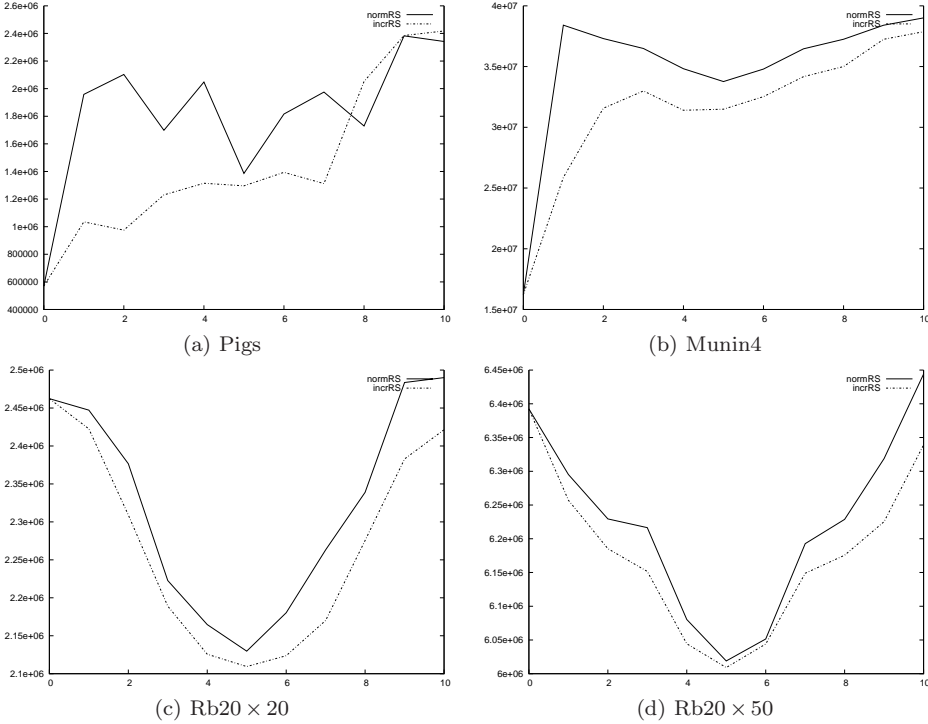 2.6e+06
2.4e+06
2.2e+06
2e+06
1.8e+06
1.6e+06
1.4e+06
1.2e+06
1e+06
800000
600000
400000
0 2 4 6 8 10
normRS
incrRS
(a) Pigs
4e+07
3.5e+07
3e+07
2.5e+07
2e+07
1.5e+07
0 2 4 6 8 10
normRS
incrRS
(b) Munin4
2.5e+06
2.45e+06
2.4e+06
2.35e+06
2.3e+06
2.25e+06
2.2e+06
2.15e+06
2.1e+06
0 2 4 6 8 10
normRS
incrRS
(c) Rb20 × 20
6.45e+06
6.4e+06
6.35e+06
6.3e+06
6.25e+06
6.2e+06
6.15e+06
6.1e+06
6.05e+06
6e+06
0 2 4 6 8 10
normRS
incrRS
(d) Rb20 × 50